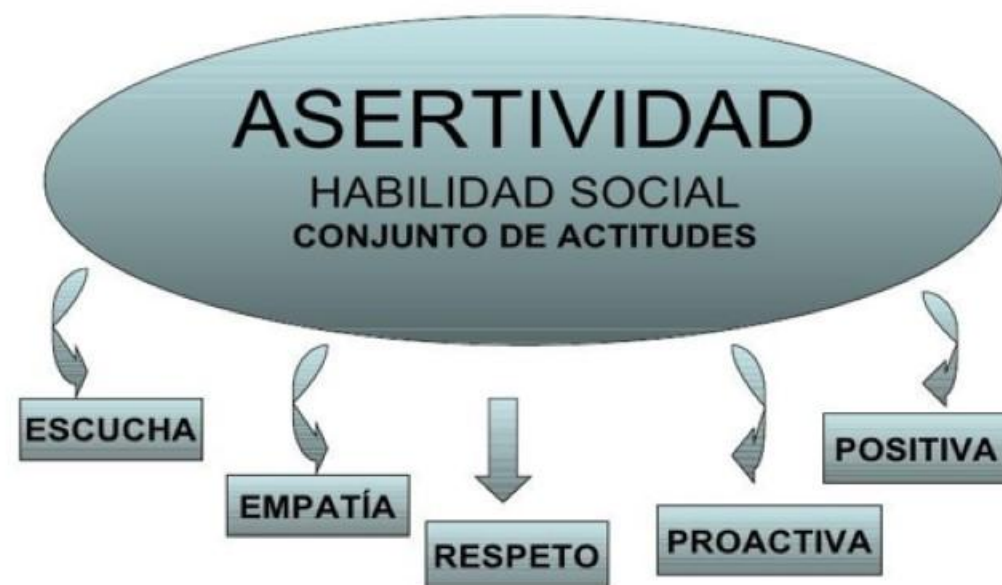 ASERTIVIDAD
HABILIDAD SOCIAL
CONJUNTO DE ACTITUDES
ESCUCHA
EMPATÍA
RESPETO
PROACTIVA
POSITIVA